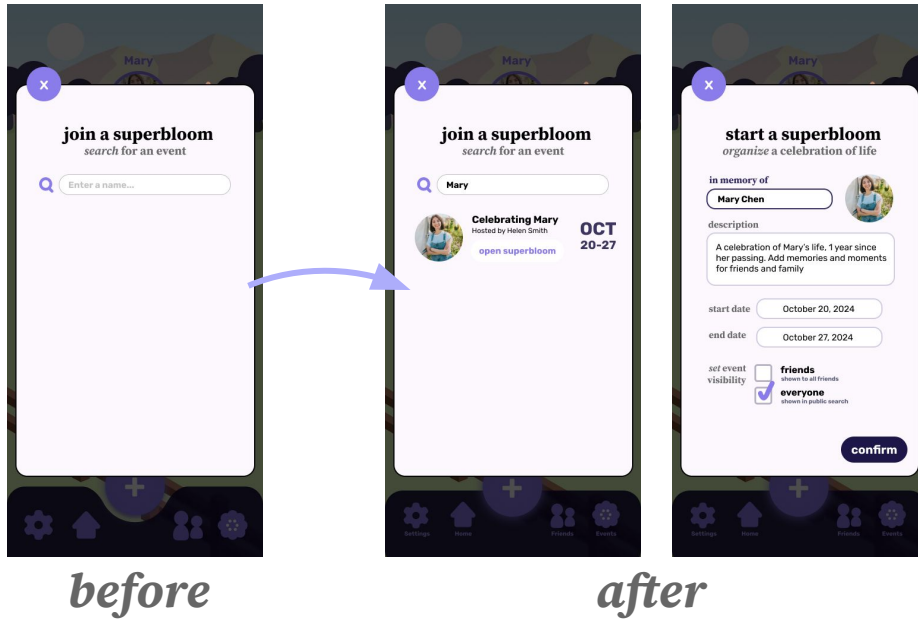 Mary
x
join a superbloom
search for an event
Enter a name...
+
before
Mary
x
join a superbloom
search for an event
Mary
Celebrating Mary
Hosted by Helen Smith
open superbloom
OCT
20-27
+
Settings
Home
Friends
Events
Mary
x
start a superbloom
organize a celebration of life
in memory of
Mary Chen
description
A celebration of Mary's life, 1 year since
her passing. Add memories and moments
for friends and family
start date
October 20, 2024
end date
October 27, 2024
set event
visibility
friends
shown to all friends
everyone
shown in public search
confirm
+
Settings
Home
Friends
Events
after